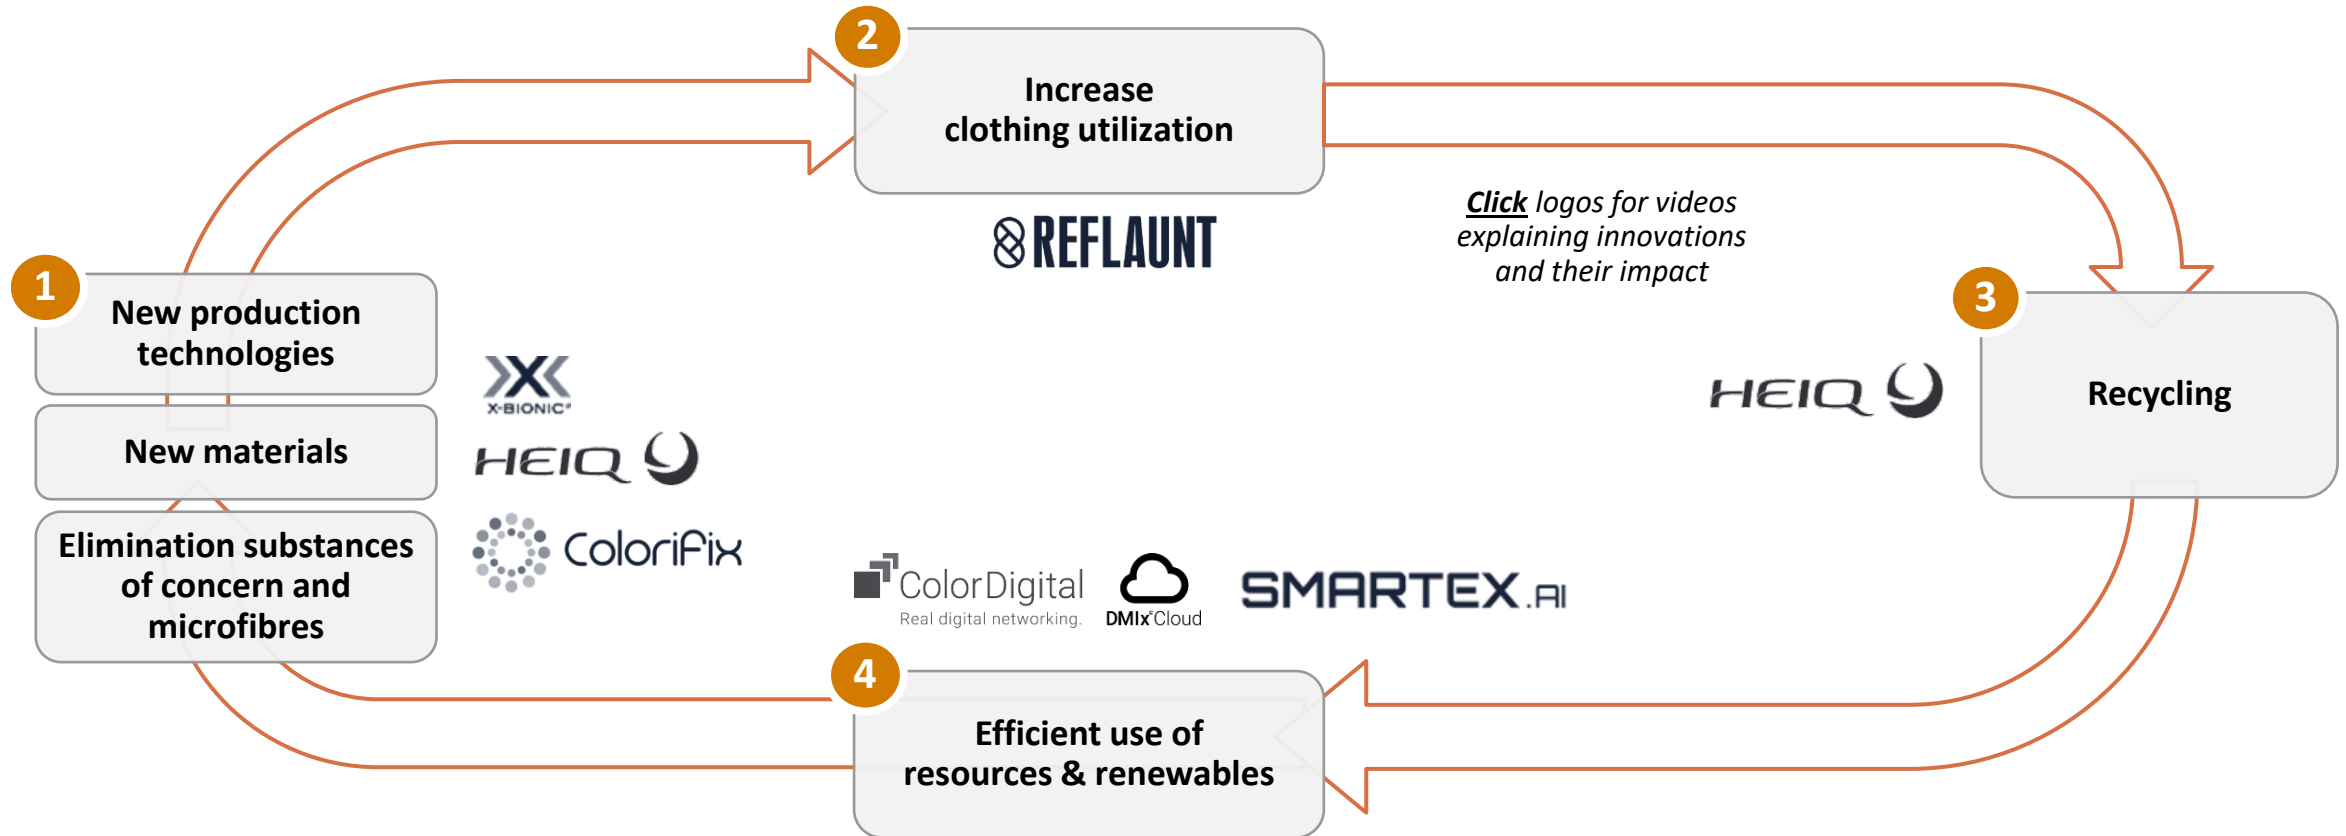 2
Increase
clothing utilization
REFLAUNT
Click logos for videos
explaining innovations
and their impact
1
New production
technologies
New materials
Elimination substances
of concern and
microfibres
X-BIONIC®
HEIQ
ColoriFix
3
Recycling
HEIQ
ColorDigital
Real digital networking.
DMIx®Cloud
SMARTEX.AI
4
Efficient use of
resources & renewables